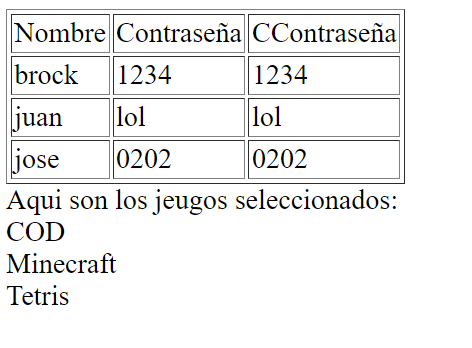 Nombre Contraseña CContraseña
brock 1234 1234
juan lol lol
jose 0202 0202
Aqui son los jeugos seleccionados:
COD
Minecraft
Tetris